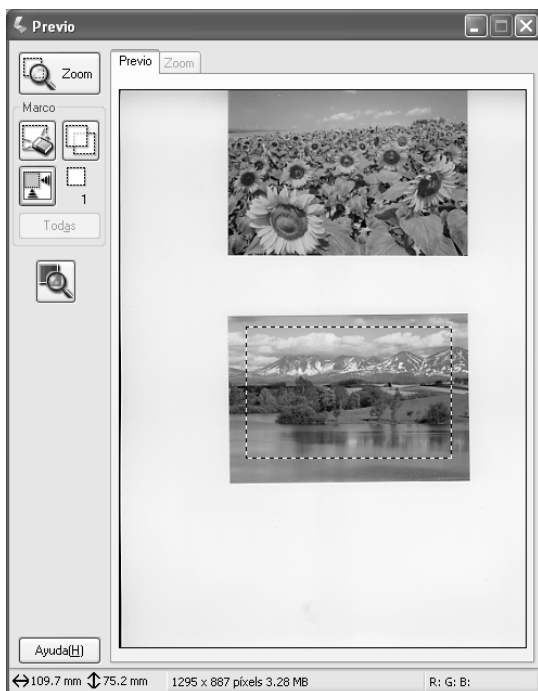 Previo
Previo Zoom
Zoom
Marco
1
Todas
Ayuda(H)
109.7 mm 75.2 mm 1295 x 887 píxels 3.28 MB R: G: B: